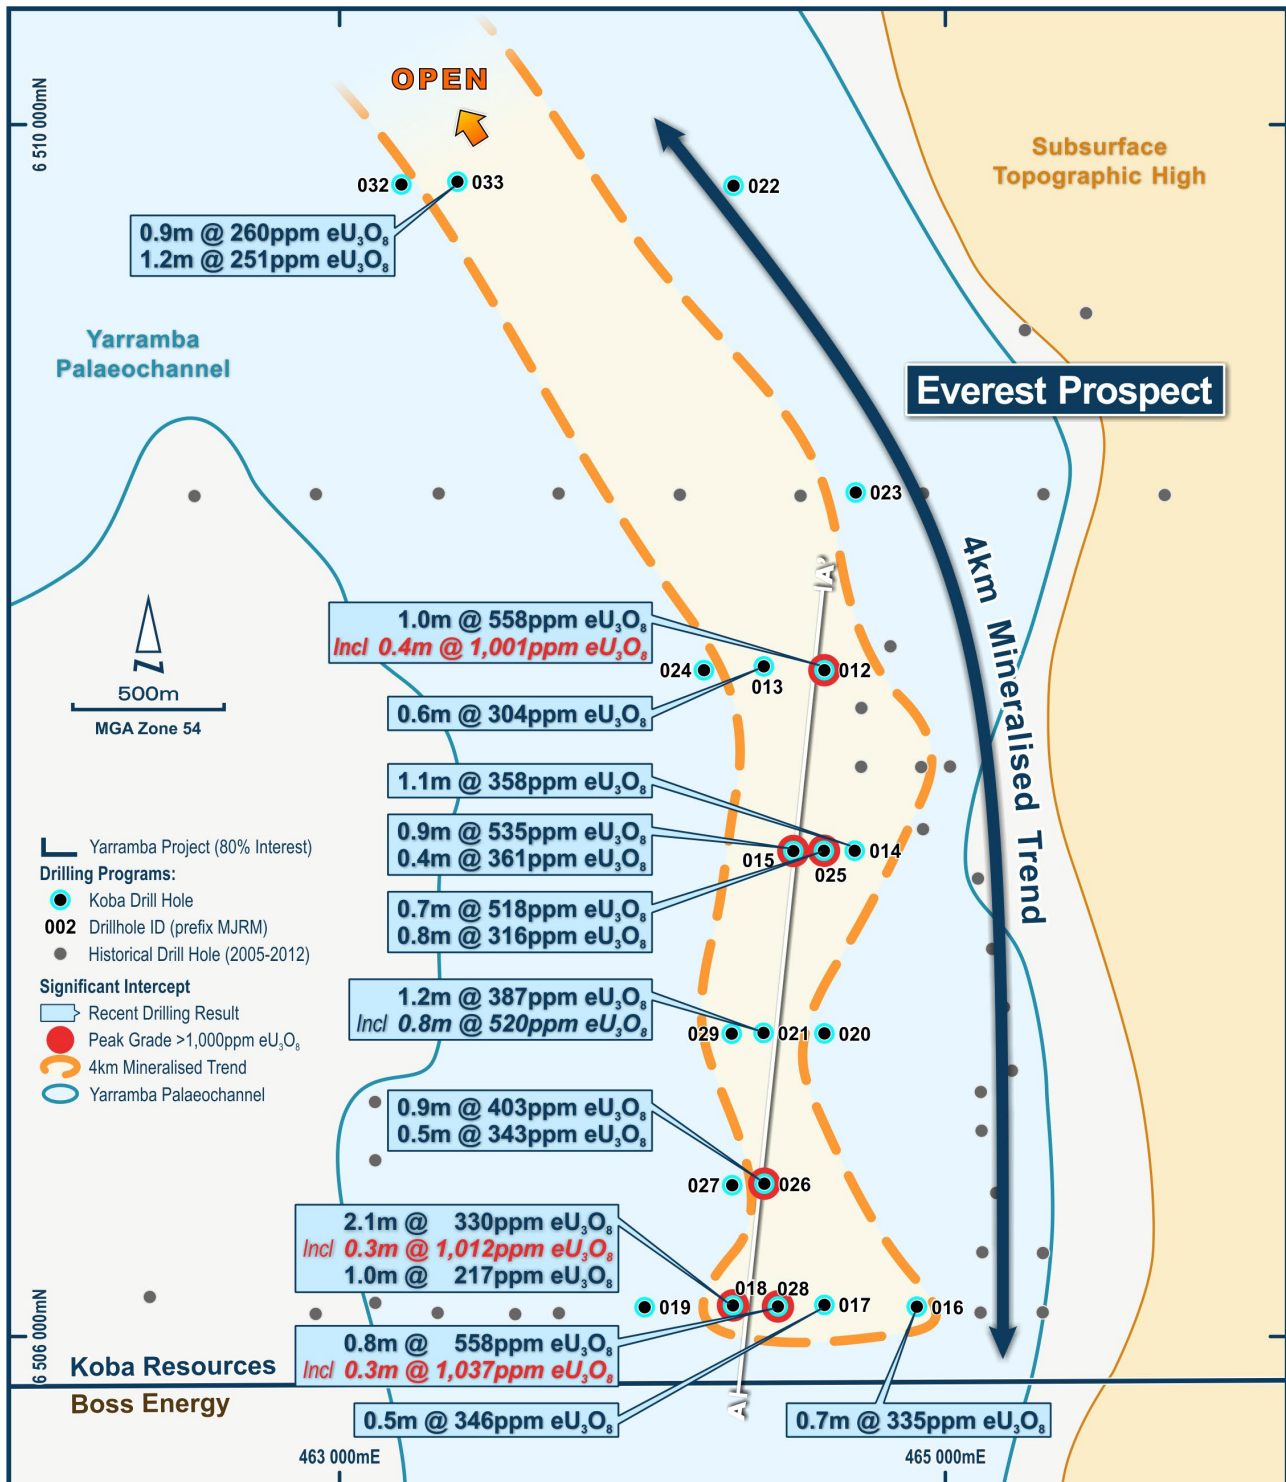 OPEN
6 510 000mN
Subsurface
Topographic High
032
033
022
0.9m @ 260ppm eU₃O₈
1.2m @ 251ppm eU₃O₈
Yarramba
Palaeochannel
Everest Prospect
023
4km Mineralised Trend
A'
1.0m @ 558ppm eU₃O₈
Incl 0.4m @ 1,001ppm eU₃O₈
024
013
012
N
500m
MGA Zone 54
0.6m @ 304ppm eU₃O₈
1.1m @ 358ppm eU₃O₈
0.9m @ 535ppm eU₃O₈
0.4m @ 361ppm eU₃O₈
015
025
014
0.7m @ 518ppm eU₃O₈
0.8m @ 316ppm eU₃O₈
Yarramba Project (80% Interest)
Drilling Programs:
Koba Drill Hole
002 Drillhole ID (prefix MJRM)
Historical Drill Hole (2005-2012)
Significant Intercept
Recent Drilling Result
Peak Grade >1,000ppm eU₃O₈
4km Mineralised Trend
Yarramba Palaeochannel
1.2m @ 387ppm eU₃O₈
Incl 0.8m @ 520ppm eU₃O₈
029
021
020
0.9m @ 403ppm eU₃O₈
0.5m @ 343ppm eU₃O₈
027
026
2.1m @ 330ppm eU₃O₈
Incl 0.3m @ 1,012ppm eU₃O₈
1.0m @ 217ppm eU₃O₈
019
018
028
017
016
0.8m @ 558ppm eU₃O₈
Incl 0.3m @ 1,037ppm eU₃O₈
6 506 000mN
Koba Resources
Boss Energy
A
0.5m @ 346ppm eU₃O₈
0.7m @ 335ppm eU₃O₈
463 000mE
465 000mE